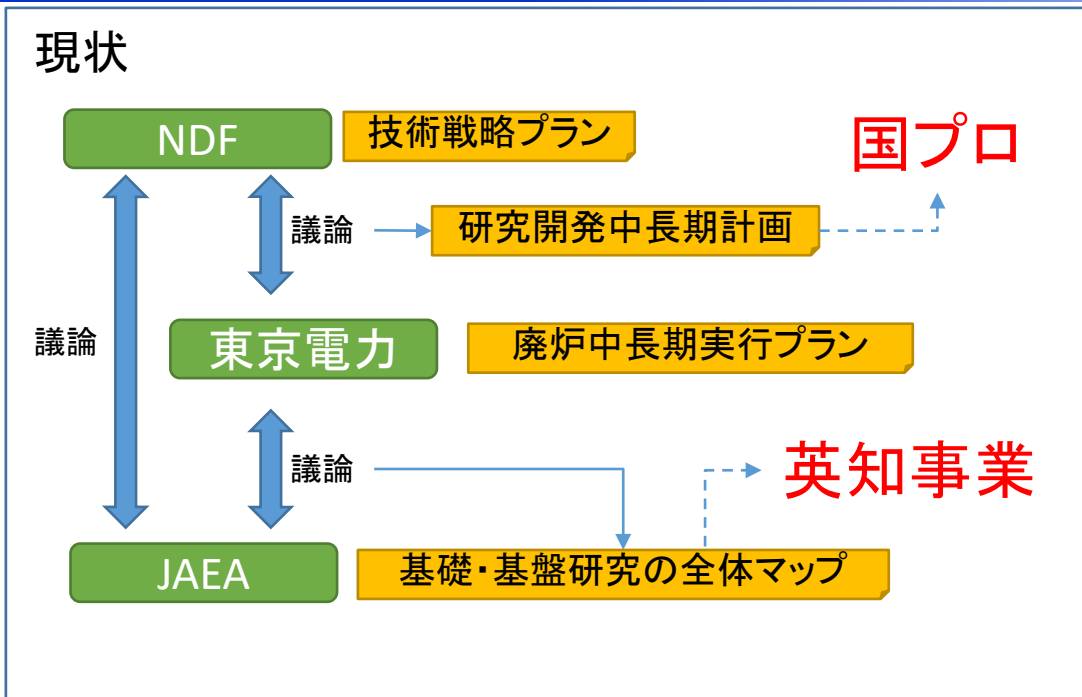 現状
NDF
技術戦略プラン
国プロ
議論
研究開発中長期計画
議論
東京電力
廃炉中長期実行プラン
議論
英知事業
JAEA
基礎・基盤研究の全体マップ